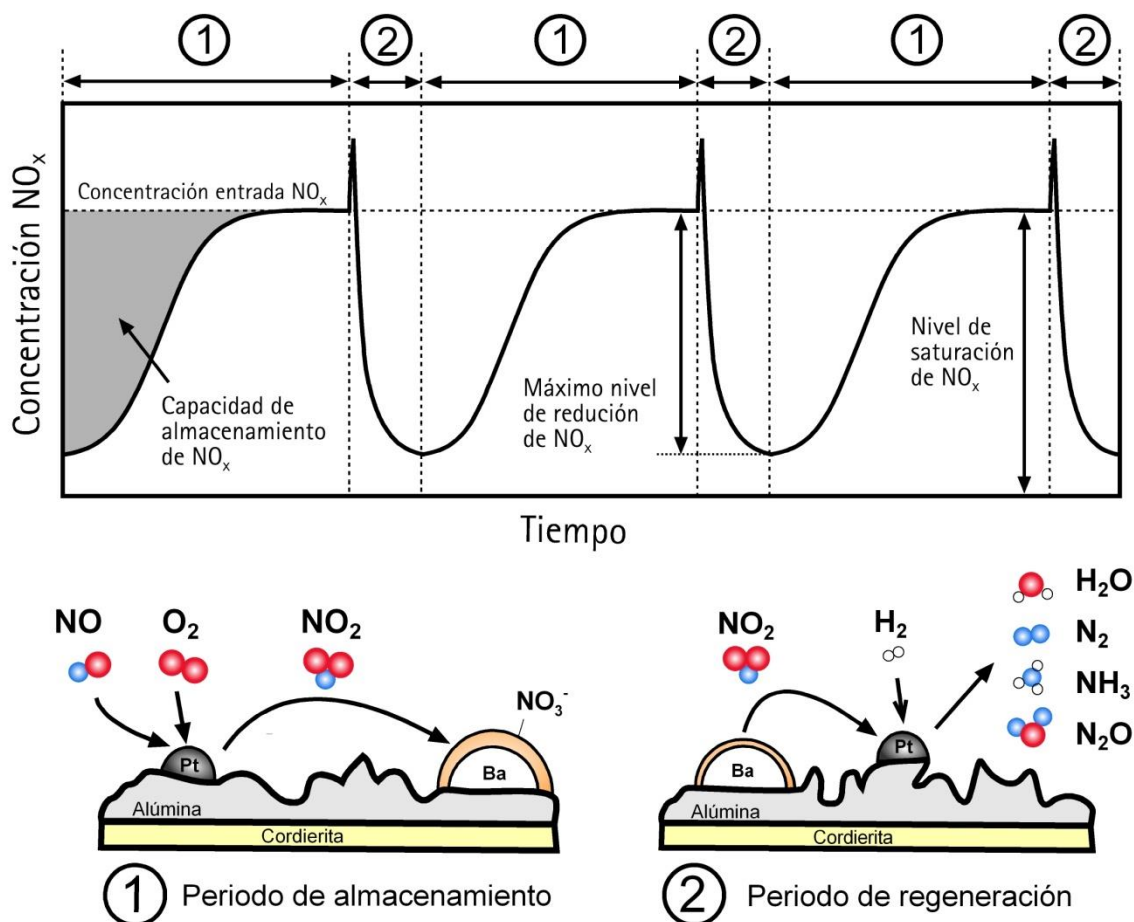 1
2
1
2
1
2
Concentración NOx
Concentración entrada NOx
Capacidad de
almacenamiento
de NOx
Máximo nivel
de redución
de NOx
Nivel de
saturación
de NOx
Tiempo
NO
O2
NO2
NO3-
Pt
Ba
Alúmina
Cordierita
1 Periodo de almacenamiento
NO2
H2
H2O
N2
NH3
N2O
Ba
Pt
Alúmina
Cordierita
2 Periodo de regeneración